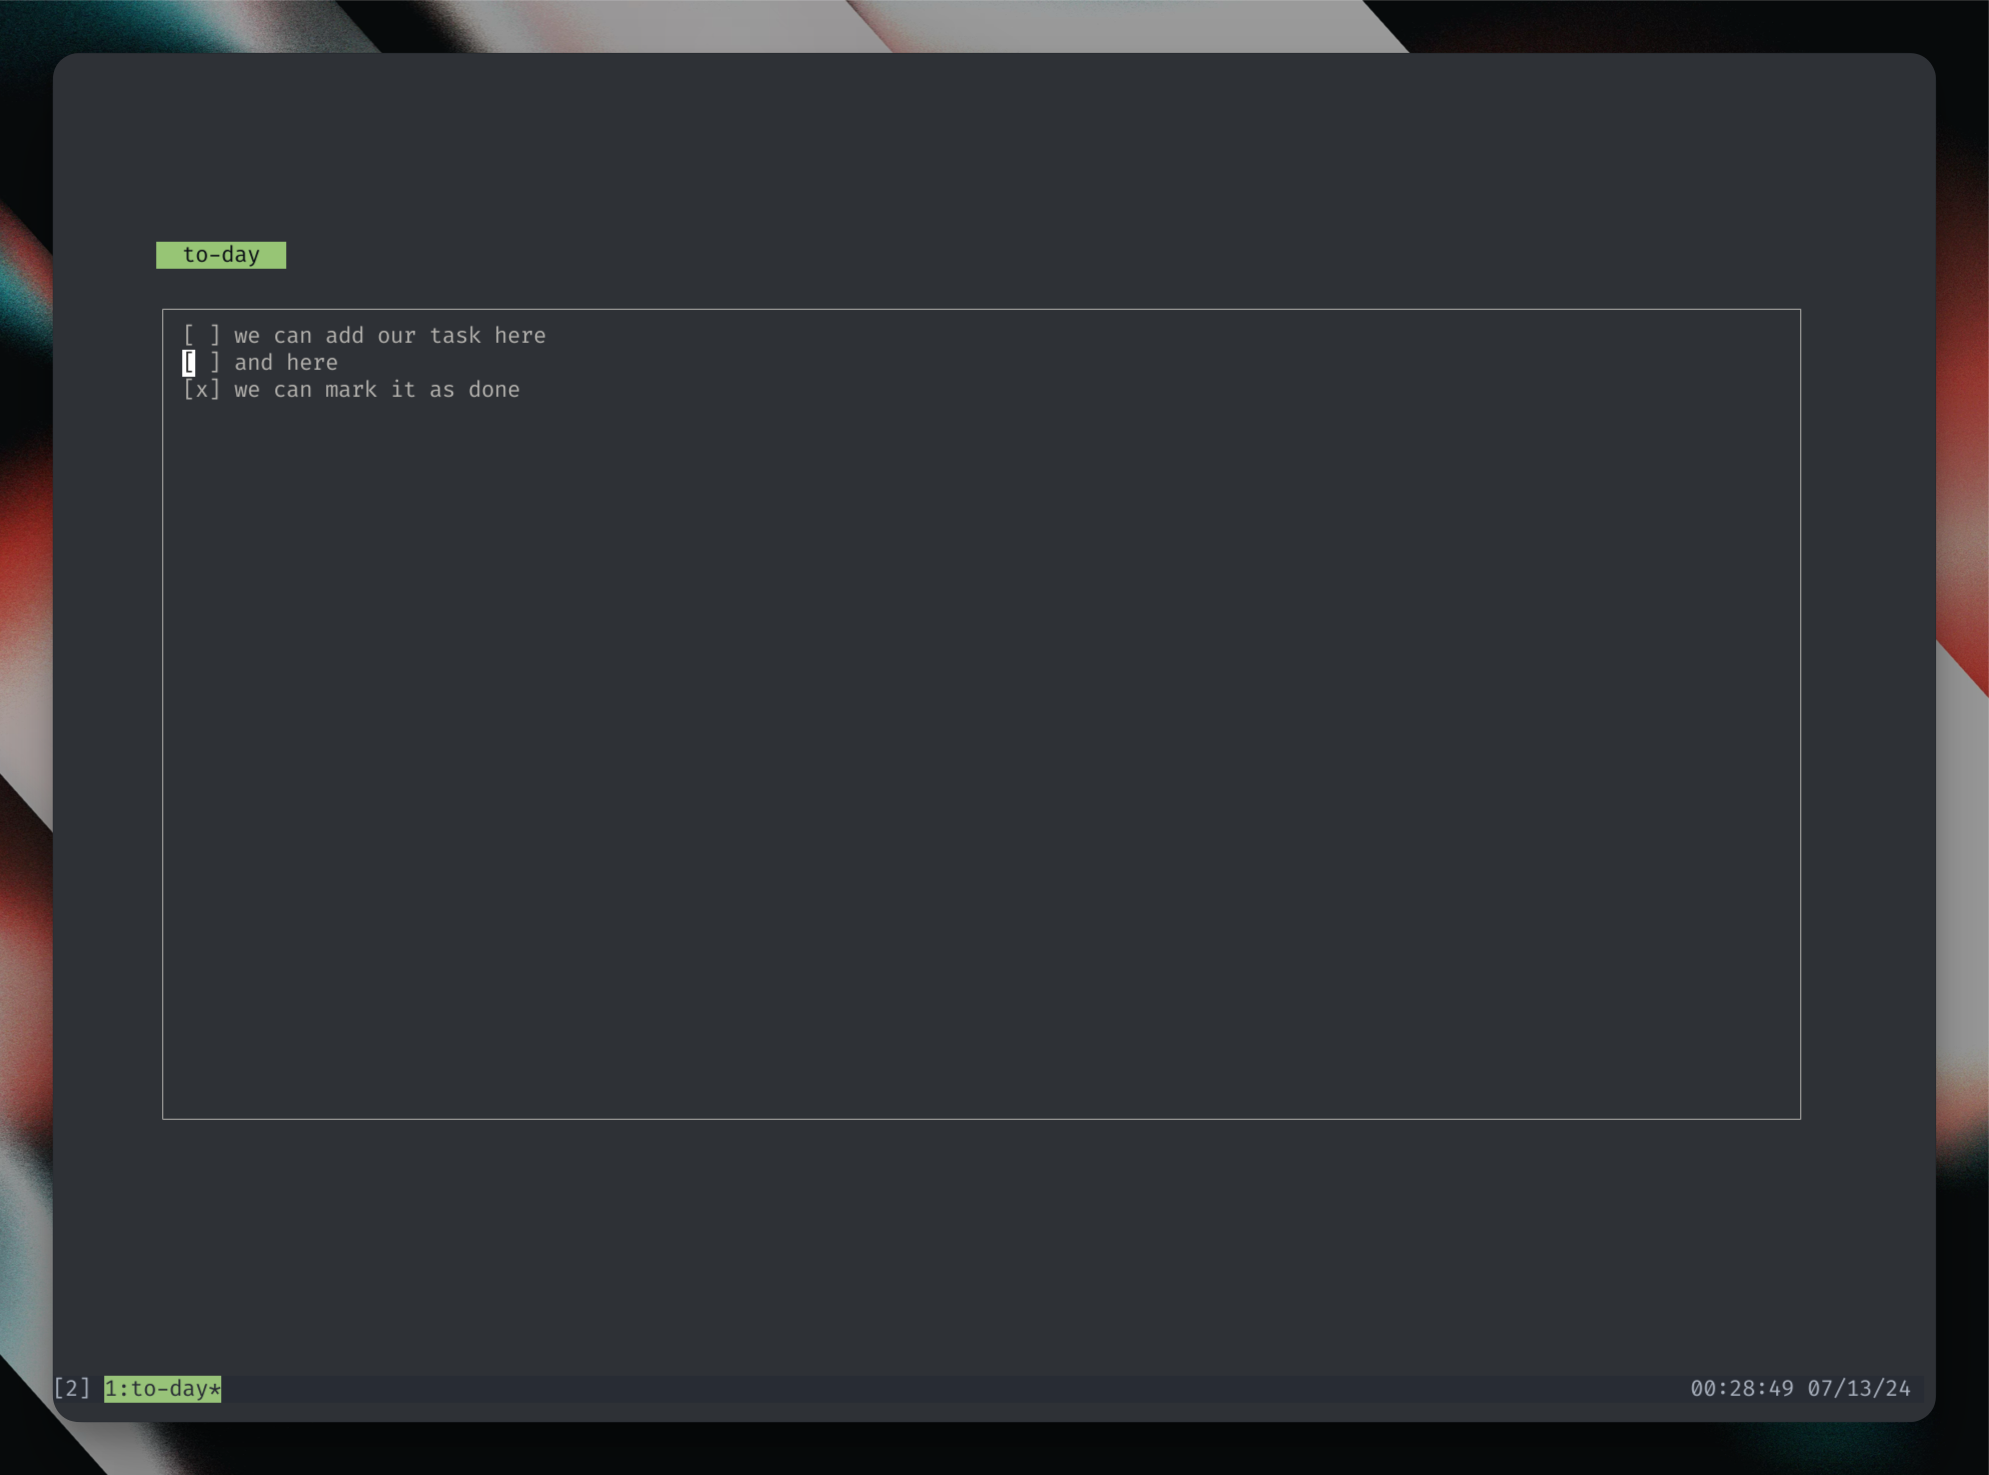 to-day
[ ] we can add our task here
[ ] and here
[x] we can mark it as done
[2] 1:to-day* 00:28:49 07/13/24